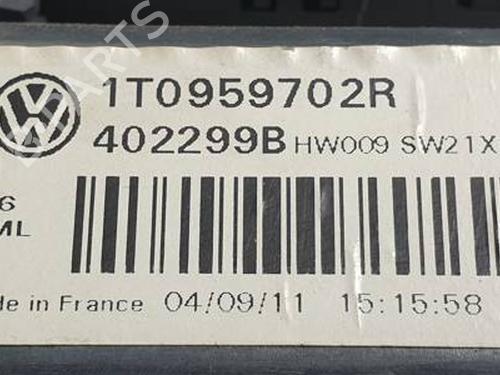 1T0959702R
402299B HW009 SW21X
6
ML
de in France 04/09/11 15:15:58